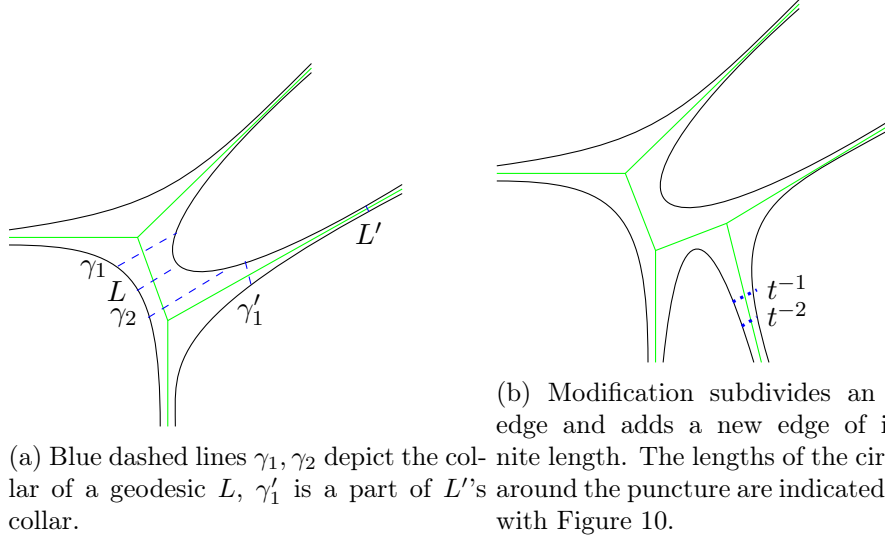 γ₁
L
γ₂
γ′₁
L′
t⁻¹
t⁻²
(a) Blue dashed lines γ₁, γ₂ depict the col-
lar of a geodesic L, γ′₁ is a part of L′'s
collar.
(b) Modification subdivides an
edge and adds a new edge of
nite length. The lengths of the
around the puncture are indicated
with Figure 10.